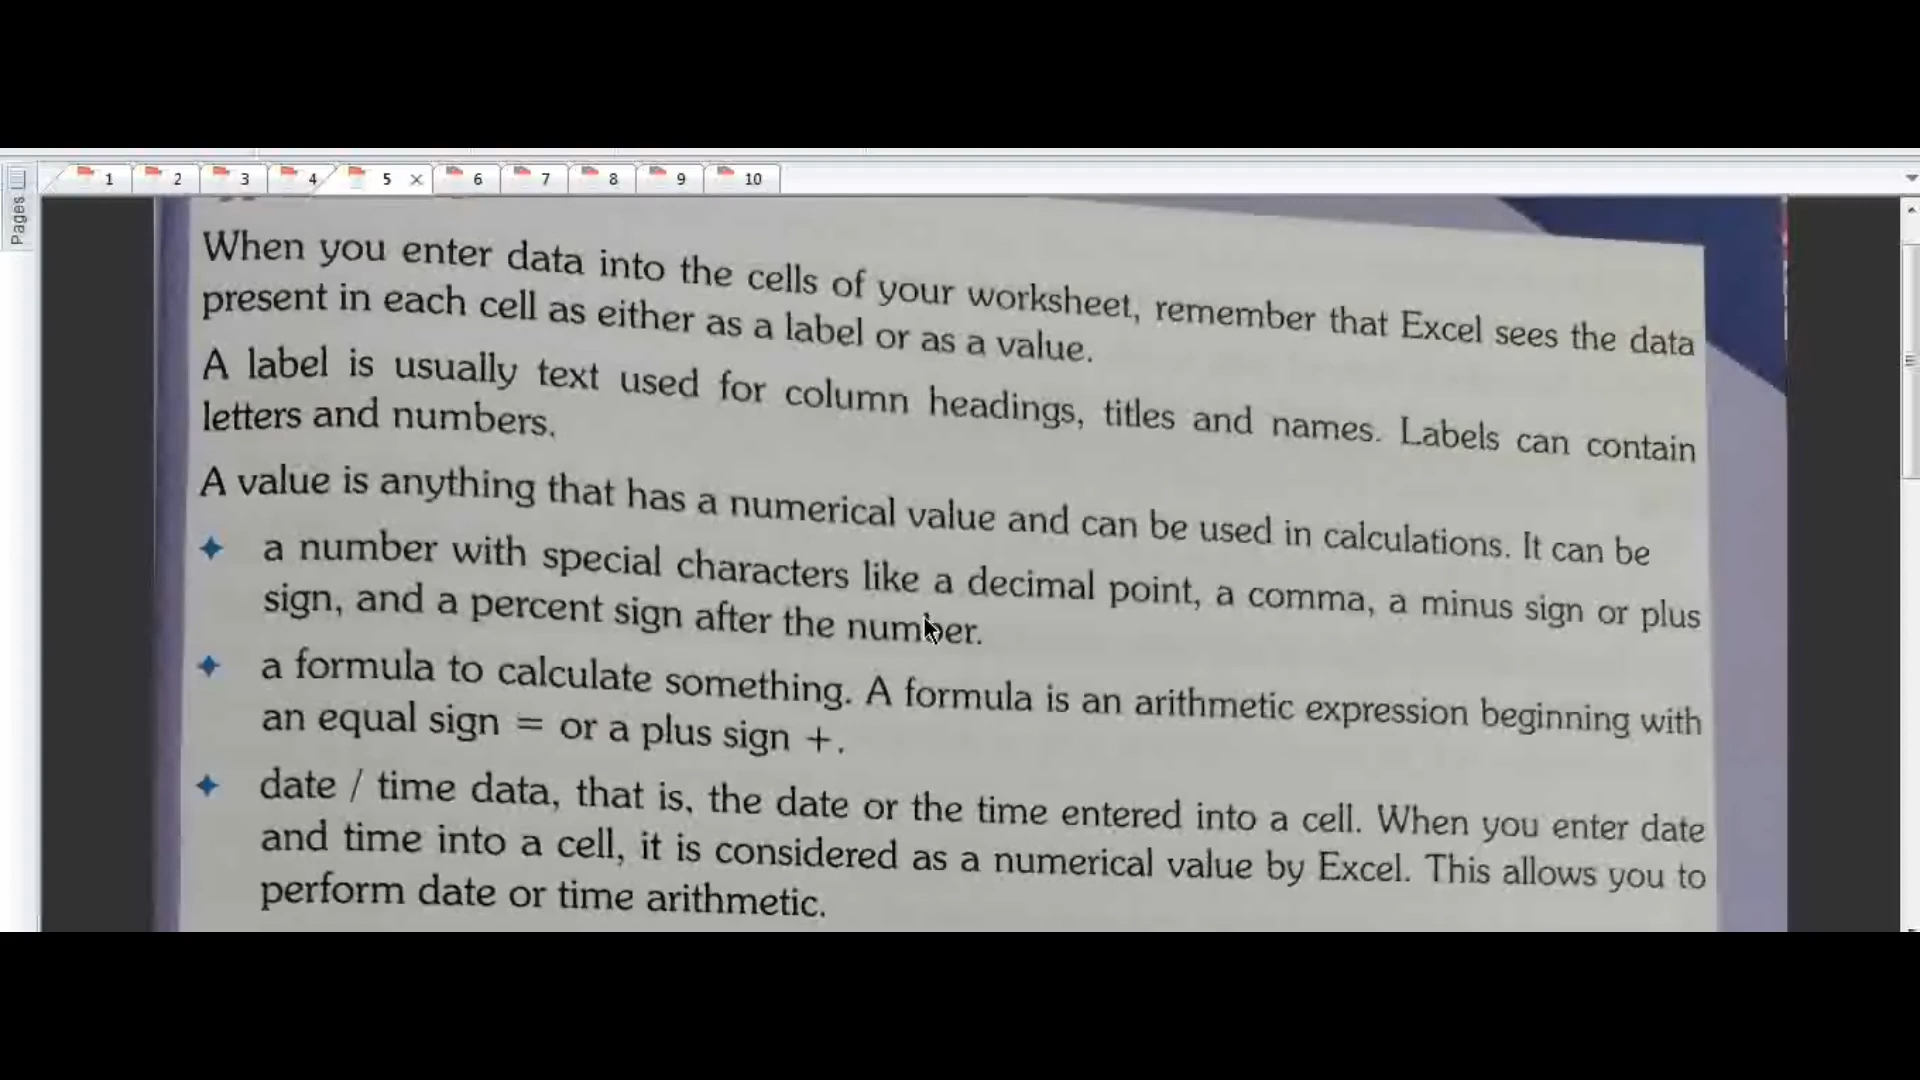 1 2 3 4 5 6 7 8 9 10
Pages
When you enter data into the cells of your worksheet, remember that Excel sees the data
present in each cell as either as a label or as a value.
A label is usually text used for column headings, titles and names. Labels can contain
letters and numbers.
A value is anything that has a numerical value and can be used in calculations. It can be
✦ a number with special characters like a decimal point, a comma, a minus sign or plus
sign, and a percent sign after the number.
✦ a formula to calculate something. A formula is an arithmetic expression beginning with
an equal sign = or a plus sign +.
✦ date / time data, that is, the date or the time entered into a cell. When you enter date
and time into a cell, it is considered as a numerical value by Excel. This allows you to
perform date or time arithmetic.